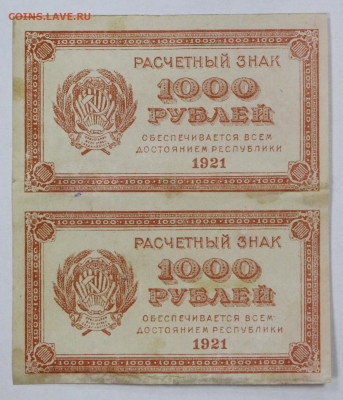 COINS.LAVE.RU
РАСЧЕТНЫЙ ЗНАК
1000
РУБЛЕЙ
ОБЕСПЕЧИВАЕТСЯ ВСЕМ
ДОСТОЯНИЕМ РЕСПУБЛИКИ
1921
РАСЧЕТНЫЙ ЗНАК
1000
РУБЛЕЙ
ОБЕСПЕЧИВАЕТСЯ ВСЕМ
ДОСТОЯНИЕМ РЕСПУБЛИКИ
1921